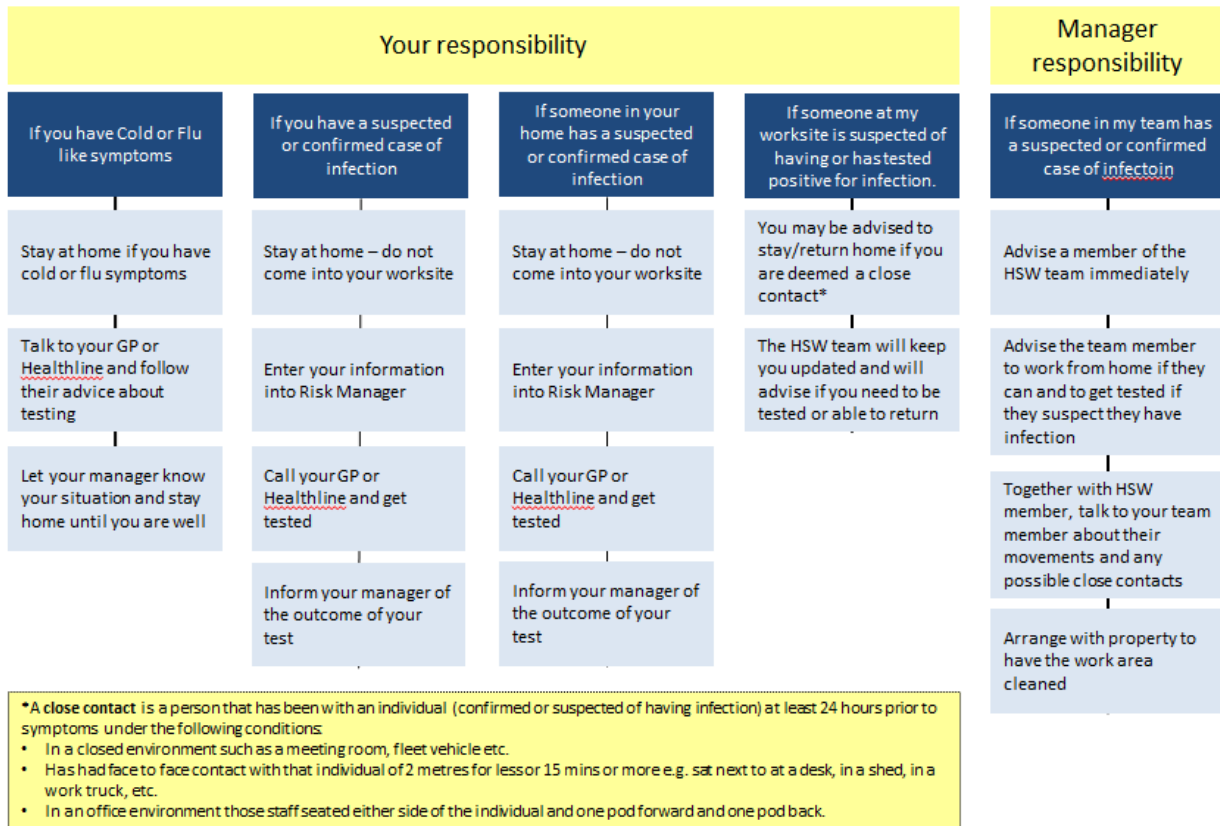 Your responsibility
Manager
responsibility
If you have Cold or Flu
like symptoms
Stay at home if you have
cold or flu symptoms
Talk to your GP or
Healthline and follow
their advice about
testing
Let your manager know
your situation and stay
home until you are well
If you have a suspected
or confirmed case of
infection
Stay at home – do not
come into your worksite
Enter your information
into Risk Manager
Call your GP or
Healthline and get
tested
Inform your manager of
the outcome of your
test
If someone in your
home has a suspected
or confirmed case of
infection
Stay at home – do not
come into your worksite
Enter your information
into Risk Manager
Call your GP or
Healthline and get
tested
Inform your manager of
the outcome of your
test
If someone at my
worksite is suspected of
having or has tested
positive for infection.
You may be advised to
stay/return home if you
are deemed a close
contact*
The HSW team will keep
you updated and will
advise if you need to be
tested or able to return
If someone in my team has
a suspected or confirmed
case of infectoin
Advise a member of the
HSW team immediately
Advise the team member
to work from home if they
can and to get tested if
they suspect they have
infection
Together with HSW
member, talk to your team
member about their
movements and any
possible close contacts
Arrange with property to
have the work area
cleaned
*A close contact is a person that has been with an individual (confirmed or suspected of having infection) at least 24 hours prior to
symptoms under the following conditions:
• In a closed environment such as a meeting room, fleet vehicle etc.
• Has had face to face contact with that individual of 2 metres for less or 15 mins or more e.g. sat next to at a desk, in a shed, in a
work truck, etc.
• In an office environment those staff seated either side of the individual and one pod forward and one pod back.